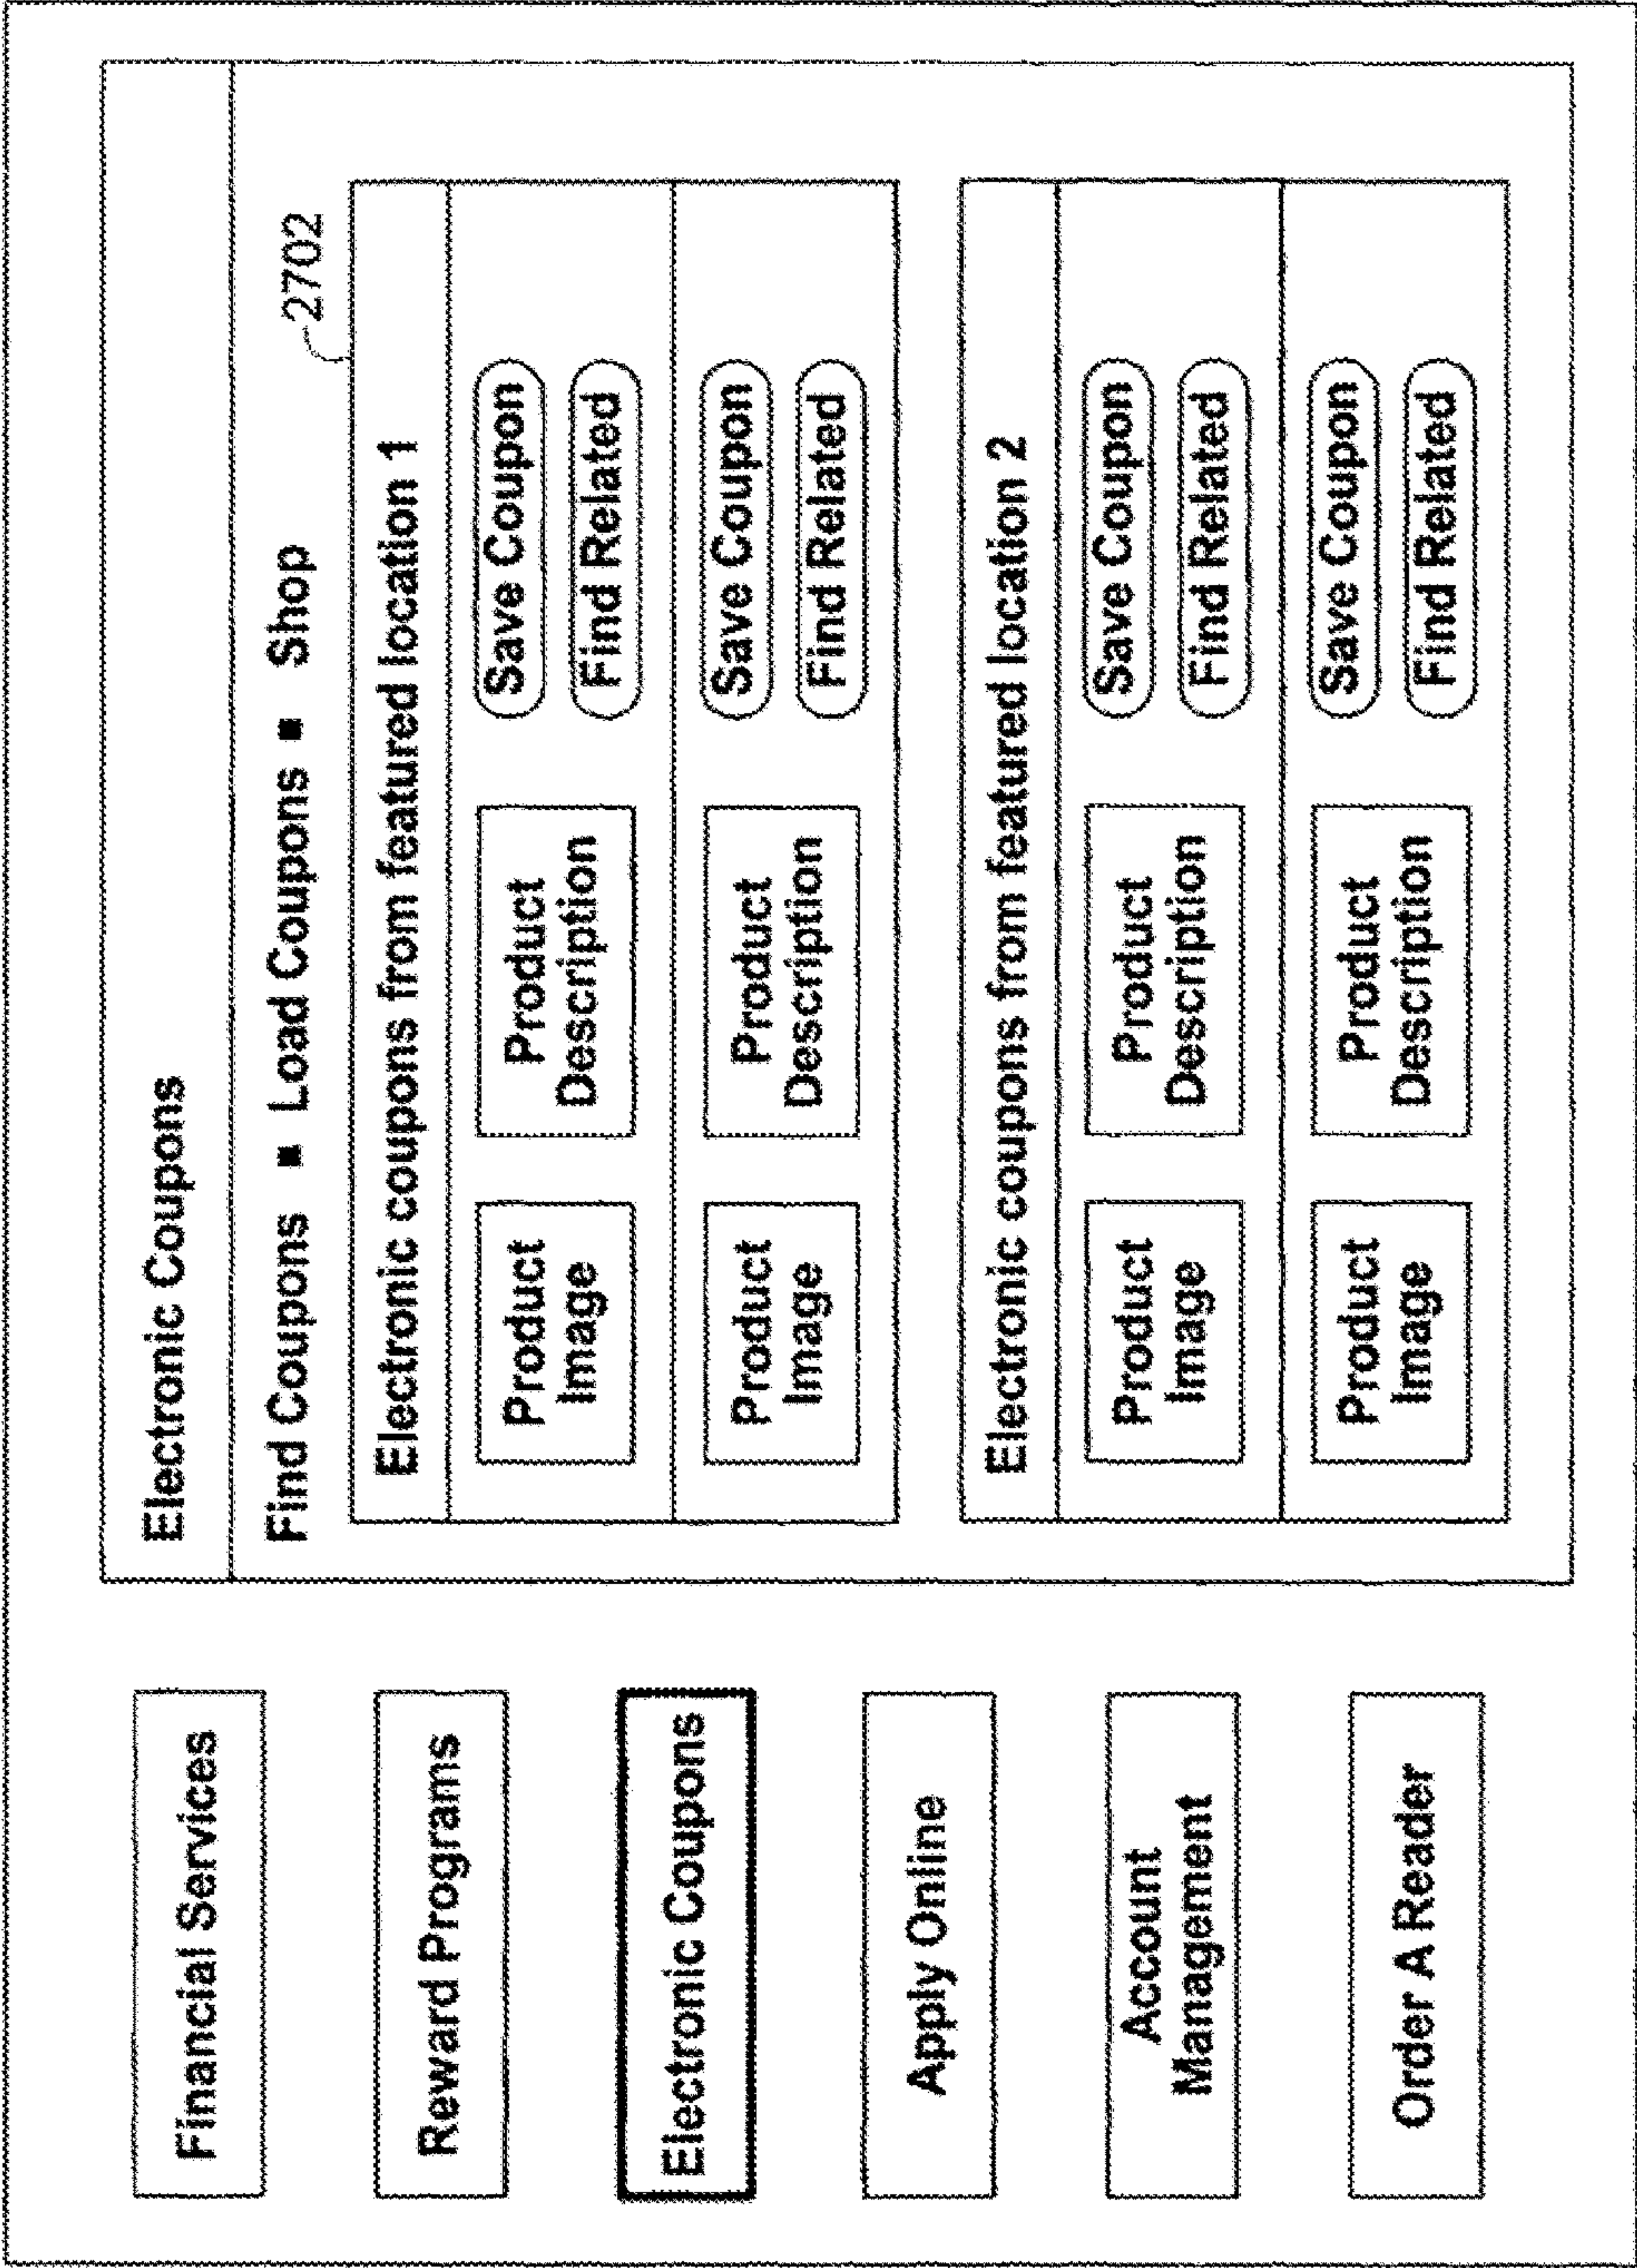 Financial Services
Reward Programs
Electronic Coupons
Apply Online
Account
Management
Order A Reader
Electronic Coupons
Find Coupons ■ Load Coupons ■ Shop
2702
Electronic coupons from featured location 1
Product
Image
Product
Description
Save Coupon
Find Related
Product
Image
Product
Description
Save Coupon
Find Related
Electronic coupons from featured location 2
Product
Image
Product
Description
Save Coupon
Find Related
Product
Image
Product
Description
Save Coupon
Find Related